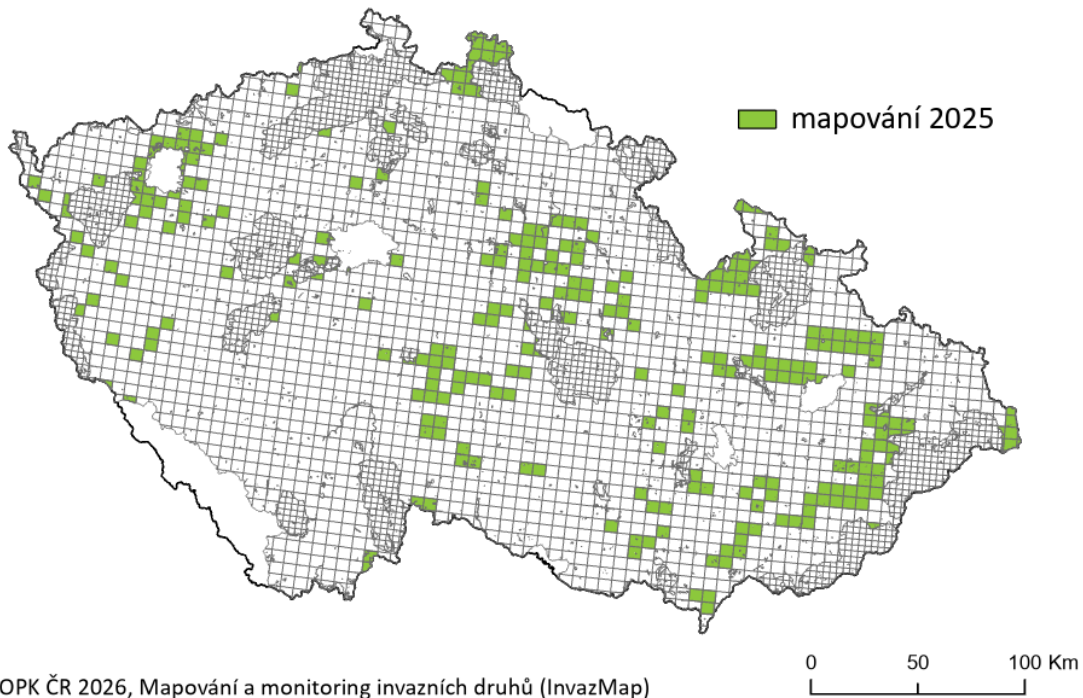 mapování 2025
0 50 100 Km
OPK ČR 2026, Mapování a monitoring invazních druhů (InvazMap)